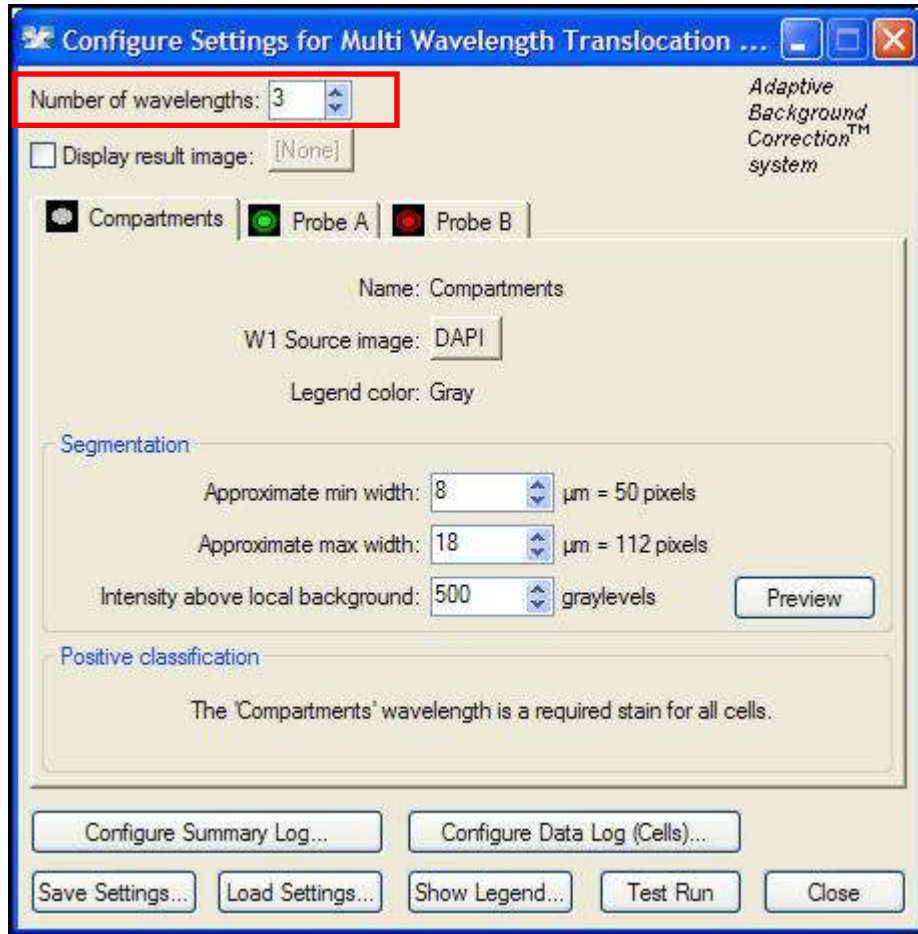 Configure Settings for Multi Wavelength Translocation ...
Number of wavelengths: 3
Adaptive
Background
Correction™
system
Display result image: [None]
Compartments Probe A Probe B
Name: Compartments
W1 Source image: DAPI
Legend color: Gray
Segmentation
Approximate min width: 8 µm = 50 pixels
Approximate max width: 18 µm = 112 pixels
Intensity above local background: 500 graylevels Preview
Positive classification
The 'Compartments' wavelength is a required stain for all cells.
Configure Summary Log... Configure Data Log (Cells)...
Save Settings... Load Settings... Show Legend... Test Run Close